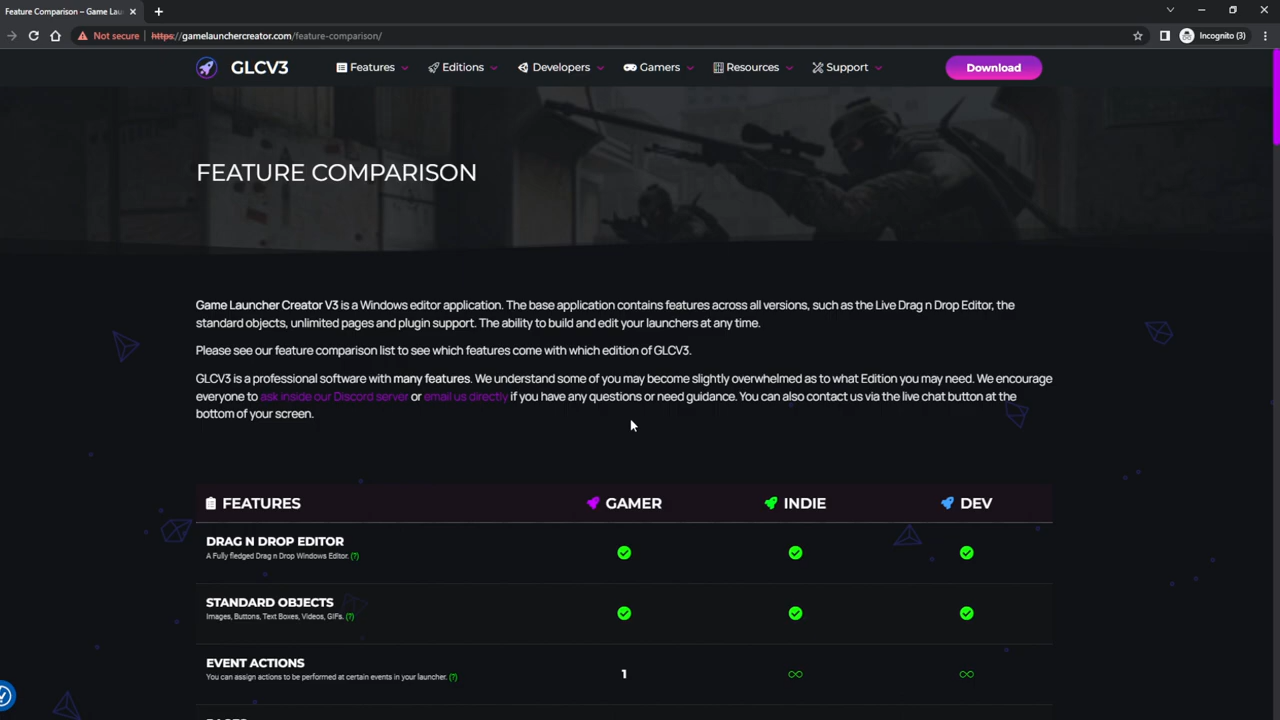 Feature Comparison – Game Lau
Not secure
https://gamelaunchercreator.com/feature-comparison/
Incognito (3)
GLCV3
Features
Editions
Developers
Gamers
Resources
Support
Download
FEATURE COMPARISON
Game Launcher Creator V3 is a Windows editor application. The base application contains features across all versions, such as the Live Drag n Drop Editor, the
standard objects, unlimited pages and plugin support. The ability to build and edit your launchers at any time.
Please see our feature comparison list to see which features come with which edition of GLCV3.
GLCV3 is a professional software with many features. We understand some of you may become slightly overwhelmed as to what Edition you may need. We encourage
everyone to ask inside our Discord server or email us directly if you have any questions or need guidance. You can also contact us via the live chat button at the
bottom of your screen.
FEATURES
GAMER
INDIE
DEV
DRAG N DROP EDITOR
A Fully fledged Drag n Drop Windows Editor. (?)
STANDARD OBJECTS
Images, Buttons, Text Boxes, Videos, GIFs. (?)
EVENT ACTIONS
You can assign actions to be performed at certain events in your launcher. (?)
1
∞
∞